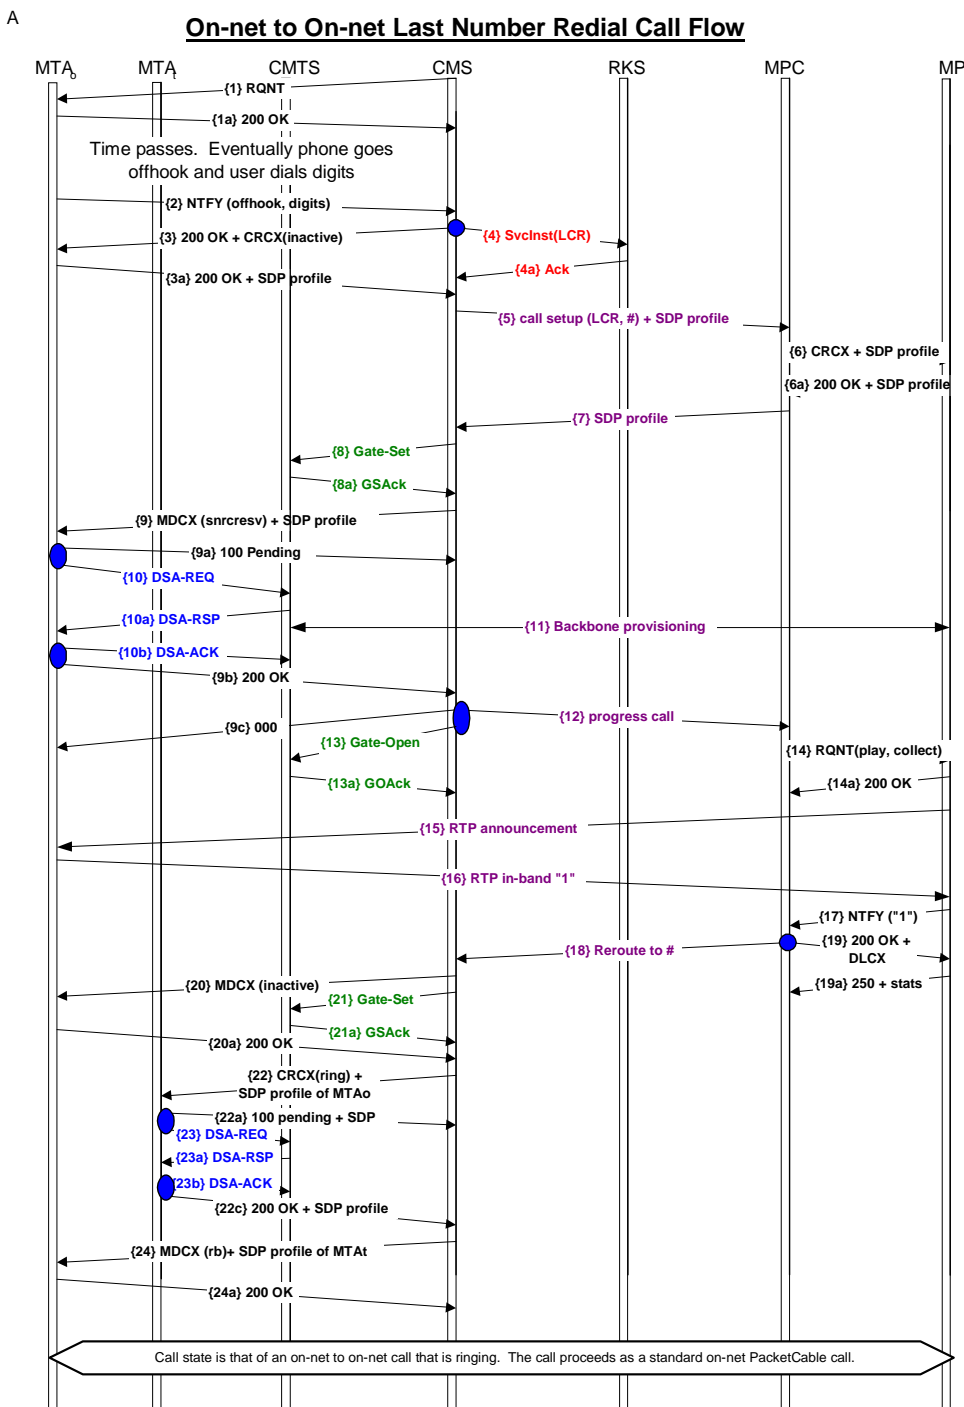 A
On-net to On-net Last Number Redial Call Flow
MTAo MTAt CMTS CMS RKS MPC MP
{1} RQNT
{1a} 200 OK
Time passes. Eventually phone goes
offhook and user dials digits
{2} NTFY (offhook, digits)
{3} 200 OK + CRCX(inactive)
{4} SvcInst(LCR)
{4a} Ack
{3a} 200 OK + SDP profile
{5} call setup (LCR, #) + SDP profile
{6} CRCX + SDP profile
{6a} 200 OK + SDP profile
{7} SDP profile
{8} Gate-Set
{8a} GSAck
{9} MDCX (snrcresv) + SDP profile
{9a} 100 Pending
{10} DSA-REQ
{10a} DSA-RSP
{11} Backbone provisioning
{10b} DSA-ACK
{9b} 200 OK
{12} progress call
{9c} 000
{13} Gate-Open
{14} RQNT(play, collect)
{13a} GOAck
{14a} 200 OK
{15} RTP announcement
{16} RTP in-band "1"
{17} NTFY ("1")
{18} Reroute to #
{19} 200 OK +
DLCX
{20} MDCX (inactive)
{19a} 250 + stats
{21} Gate-Set
{21a} GSAck
{20a} 200 OK
{22} CRCX(ring) +
SDP profile of MTAo
{22a} 100 pending + SDP
{23} DSA-REQ
{23a} DSA-RSP
{23b} DSA-ACK
{22c} 200 OK + SDP profile
{24} MDCX (rb)+ SDP profile of MTAt
{24a} 200 OK
Call state is that of an on-net to on-net call that is ringing. The call proceeds as a standard on-net PacketCable call.